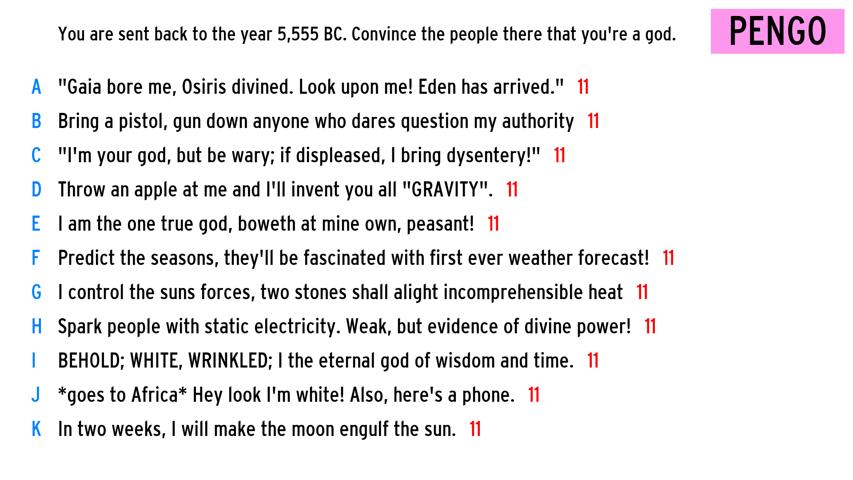 You are sent back to the year 5,555 BC. Convince the people there that you're a god.
PENGO
A "Gaia bore me, Osiris divined. Look upon me! Eden has arrived." 11
B Bring a pistol, gun down anyone who dares question my authority 11
C "I'm your god, but be wary; if displeased, I bring dysentery!" 11
D Throw an apple at me and I'll invent you all "GRAVITY". 11
E I am the one true god, boweth at mine own, peasant! 11
F Predict the seasons, they'll be fascinated with first ever weather forecast! 11
G I control the suns forces, two stones shall alight incomprehensible heat 11
H Spark people with static electricity. Weak, but evidence of divine power! 11
I BEHOLD; WHITE, WRINKLED; I the eternal god of wisdom and time. 11
J *goes to Africa* Hey look I'm white! Also, here's a phone. 11
K In two weeks, I will make the moon engulf the sun. 11